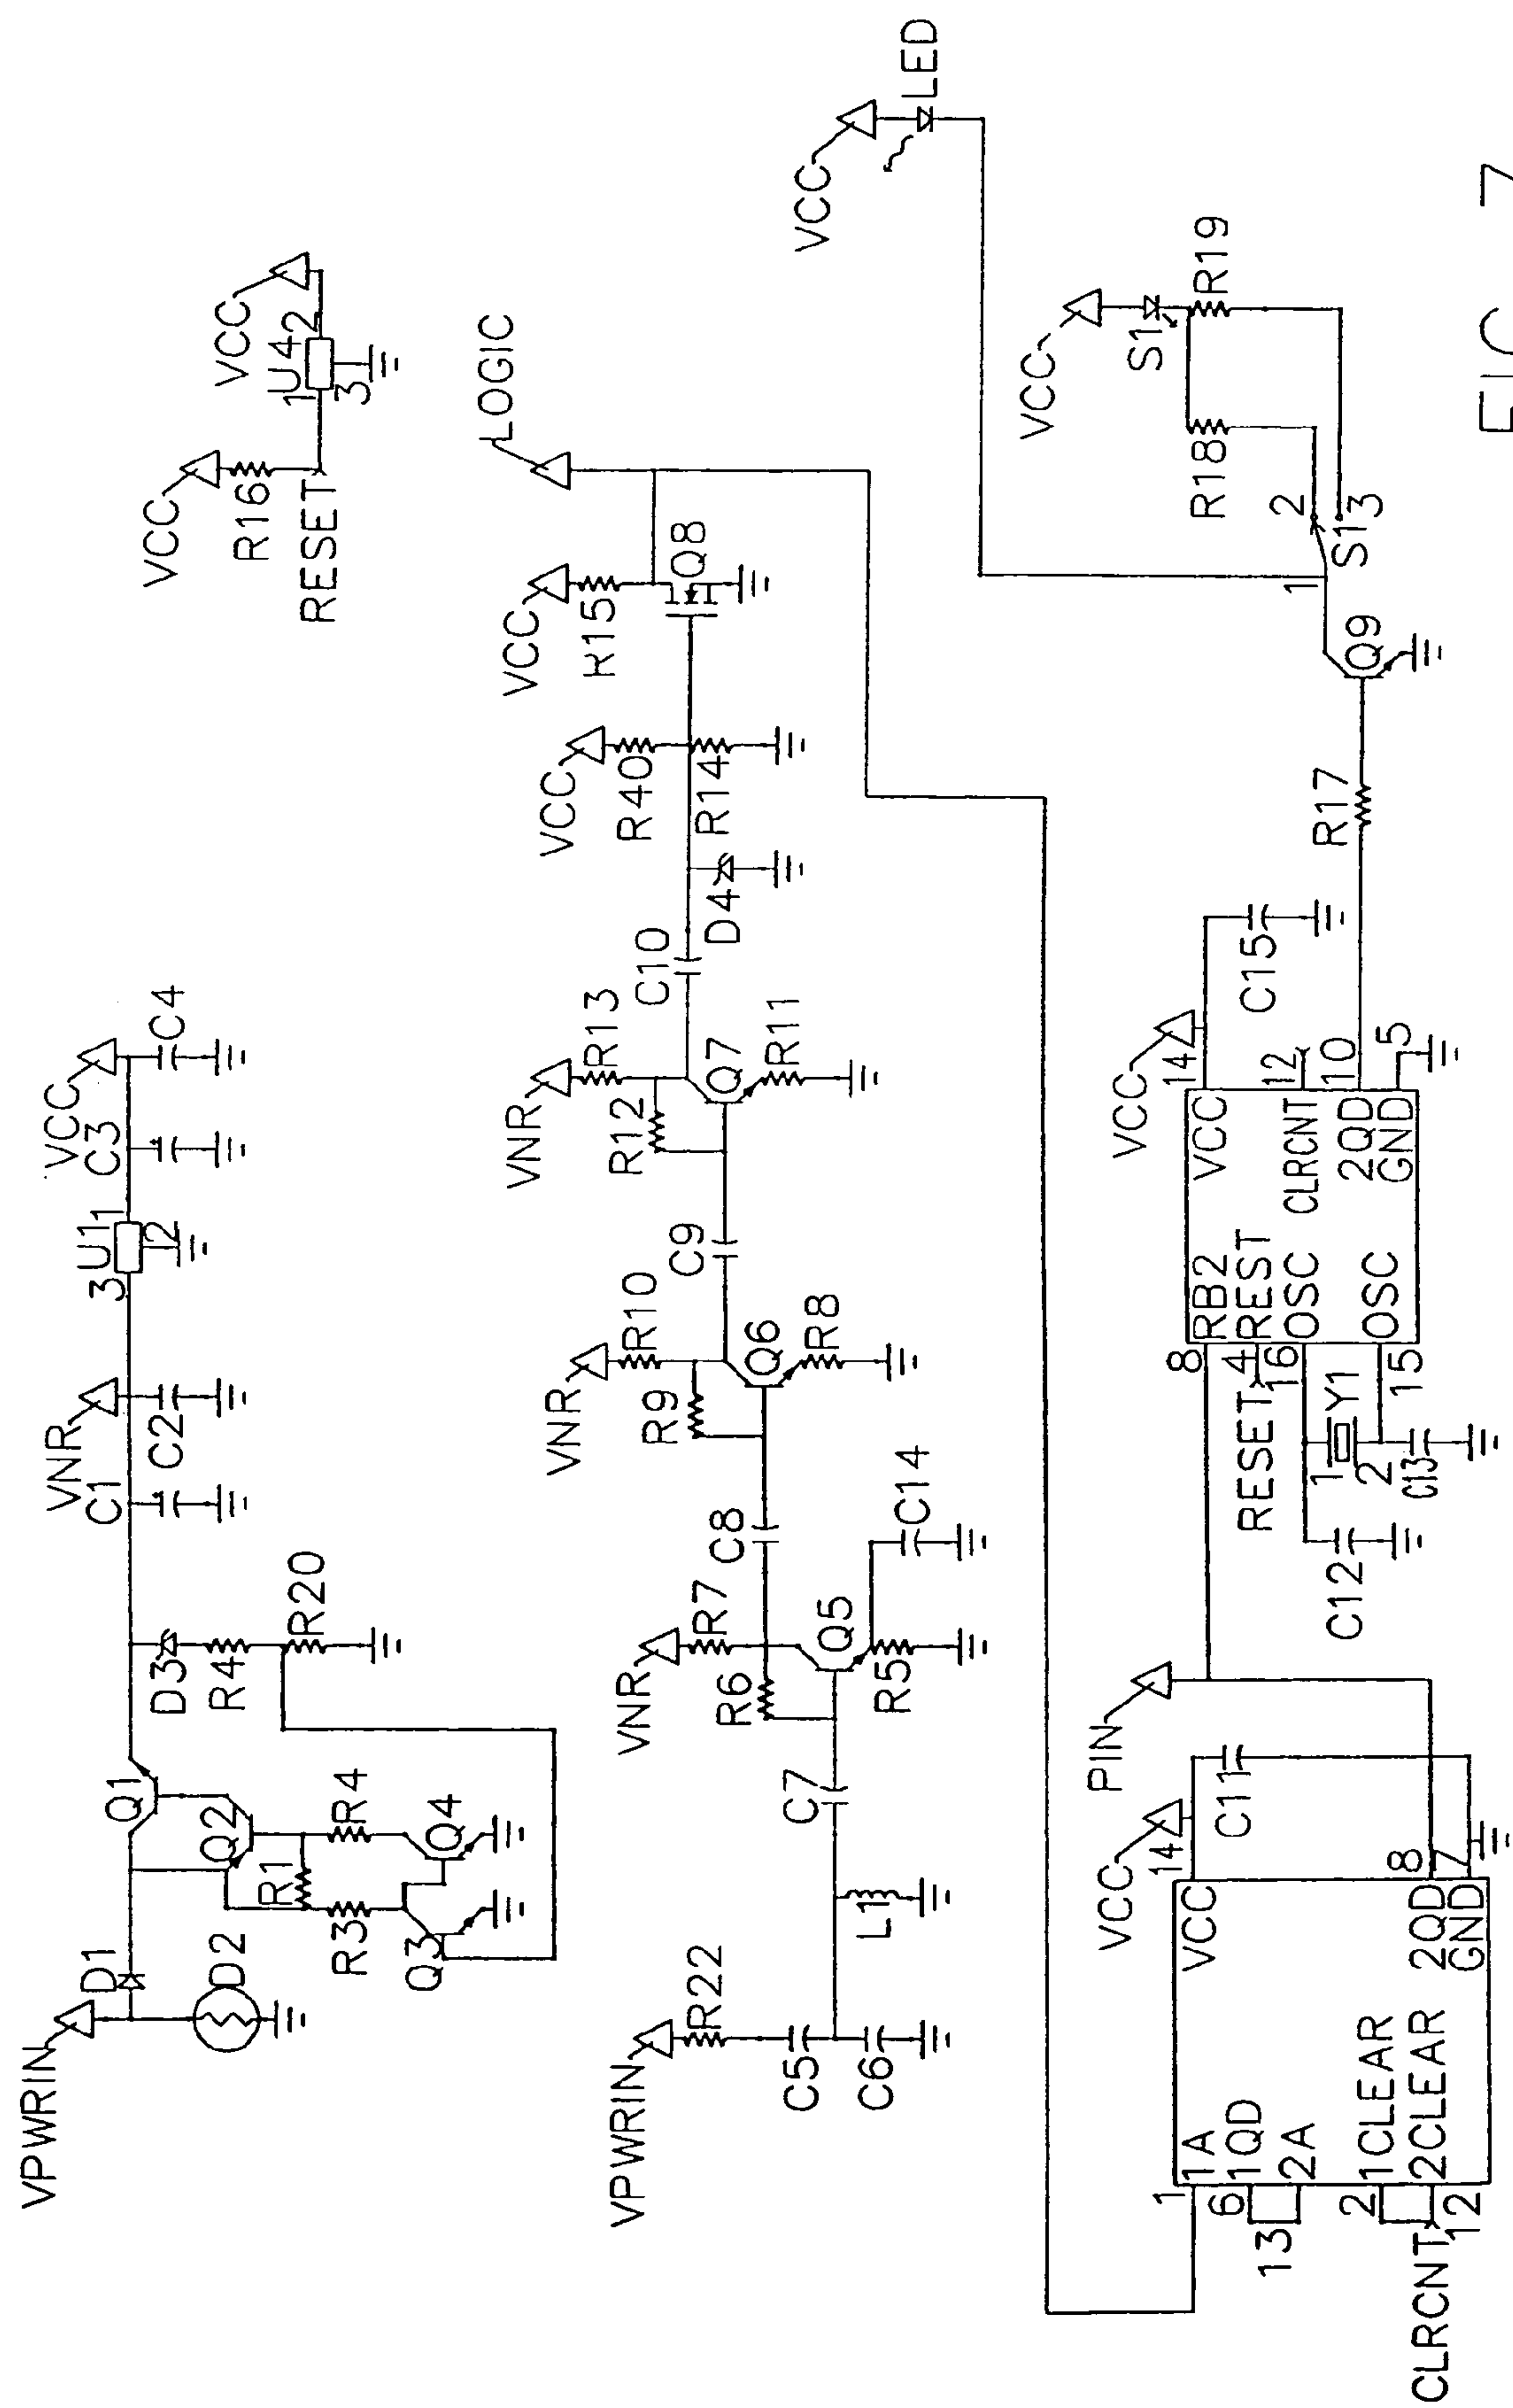 VPWRIN
D1
D2
Q1
Q2
R1
R3
R4
Q3
Q4
D3
R4
R20
C1
VNR
C2
U1
3
1
2
C3
VCC
C4
VCC
R16
RESET
U4
1
2
3
VCC
VPWRIN
R22
C5
C6
L1
C7
VNR
R6
R7
Q5
R5
C14
C8
VNR
R9
R10
Q6
R8
C9
VNR
R12
R13
Q7
R11
C10
D4
VCC
R40
R14
VCC
R15
Q8
LOGIC
1
1A
6
1QD
13
2A
2
1CLEAR
2CLEAR
12
CLRCNT
VCC
14
VCC
C11
2QD
8
GND
7
PIN
8
RB2
RESET
4
REST
16
OSC
1
Y1
2
OSC
15
C12
C13
VCC
14
VCC
C15
CLRCNT
12
2QD
10
GND
5
R17
Q9
1
S1
2
3
R18
R19
VCC
S1
VCC
LED